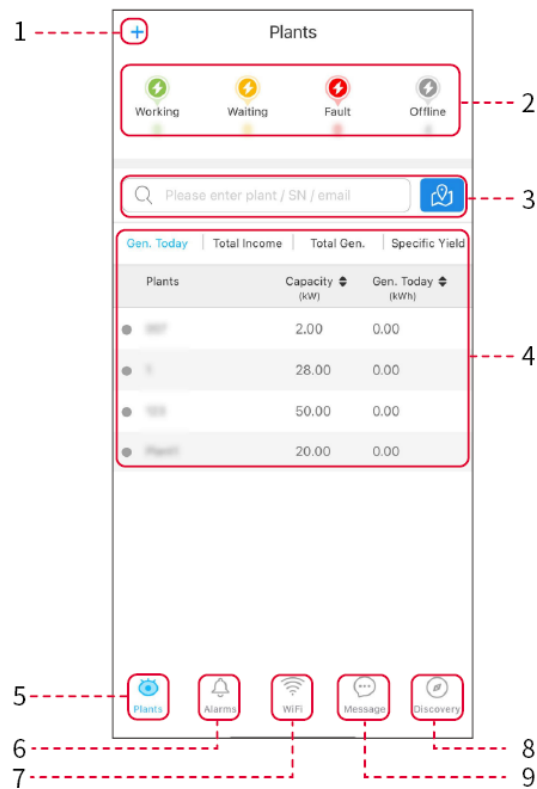 1
Plants
Working Waiting Fault Offline
2
Please enter plant / SN / email
3
Gen. Today Total Income Total Gen. Specific Yield
Plants Capacity Gen. Today
(kW) (kWh)
2.00 0.00
4
28.00 0.00
50.00 0.00
20.00 0.00
5
Plants Alarms WiFi Message Discovery
6 8
7 9